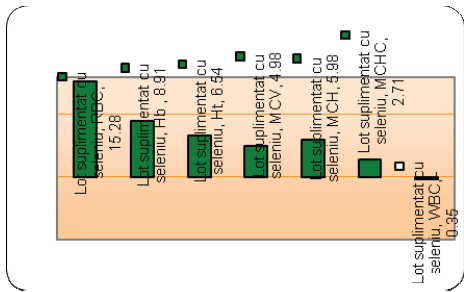 Lot suplimentat cu
seleniu, RBC,
15.28
Lot suplimentat cu
seleniu, Hb , 8.91
Lot suplimentat cu
seleniu, Ht, 6.54
Lot suplimentat cu
seleniu, MCV, 4.98
Lot suplimentat cu
seleniu, MCH, 5.98
Lot suplimentat cu
seleniu, MCHC,
2.71
Lot suplimentat cu
seleniu, WBC, -
0.35